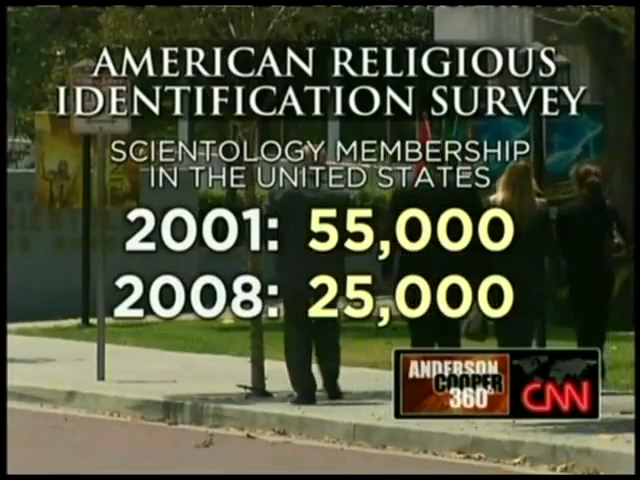 AMERICAN RELIGIOUS
IDENTIFICATION SURVEY
SCIENTOLOGY MEMBERSHIP
IN THE UNITED STATES
2001: 55,000
2008: 25,000
ANDERSON
COOPER
360°
CNN